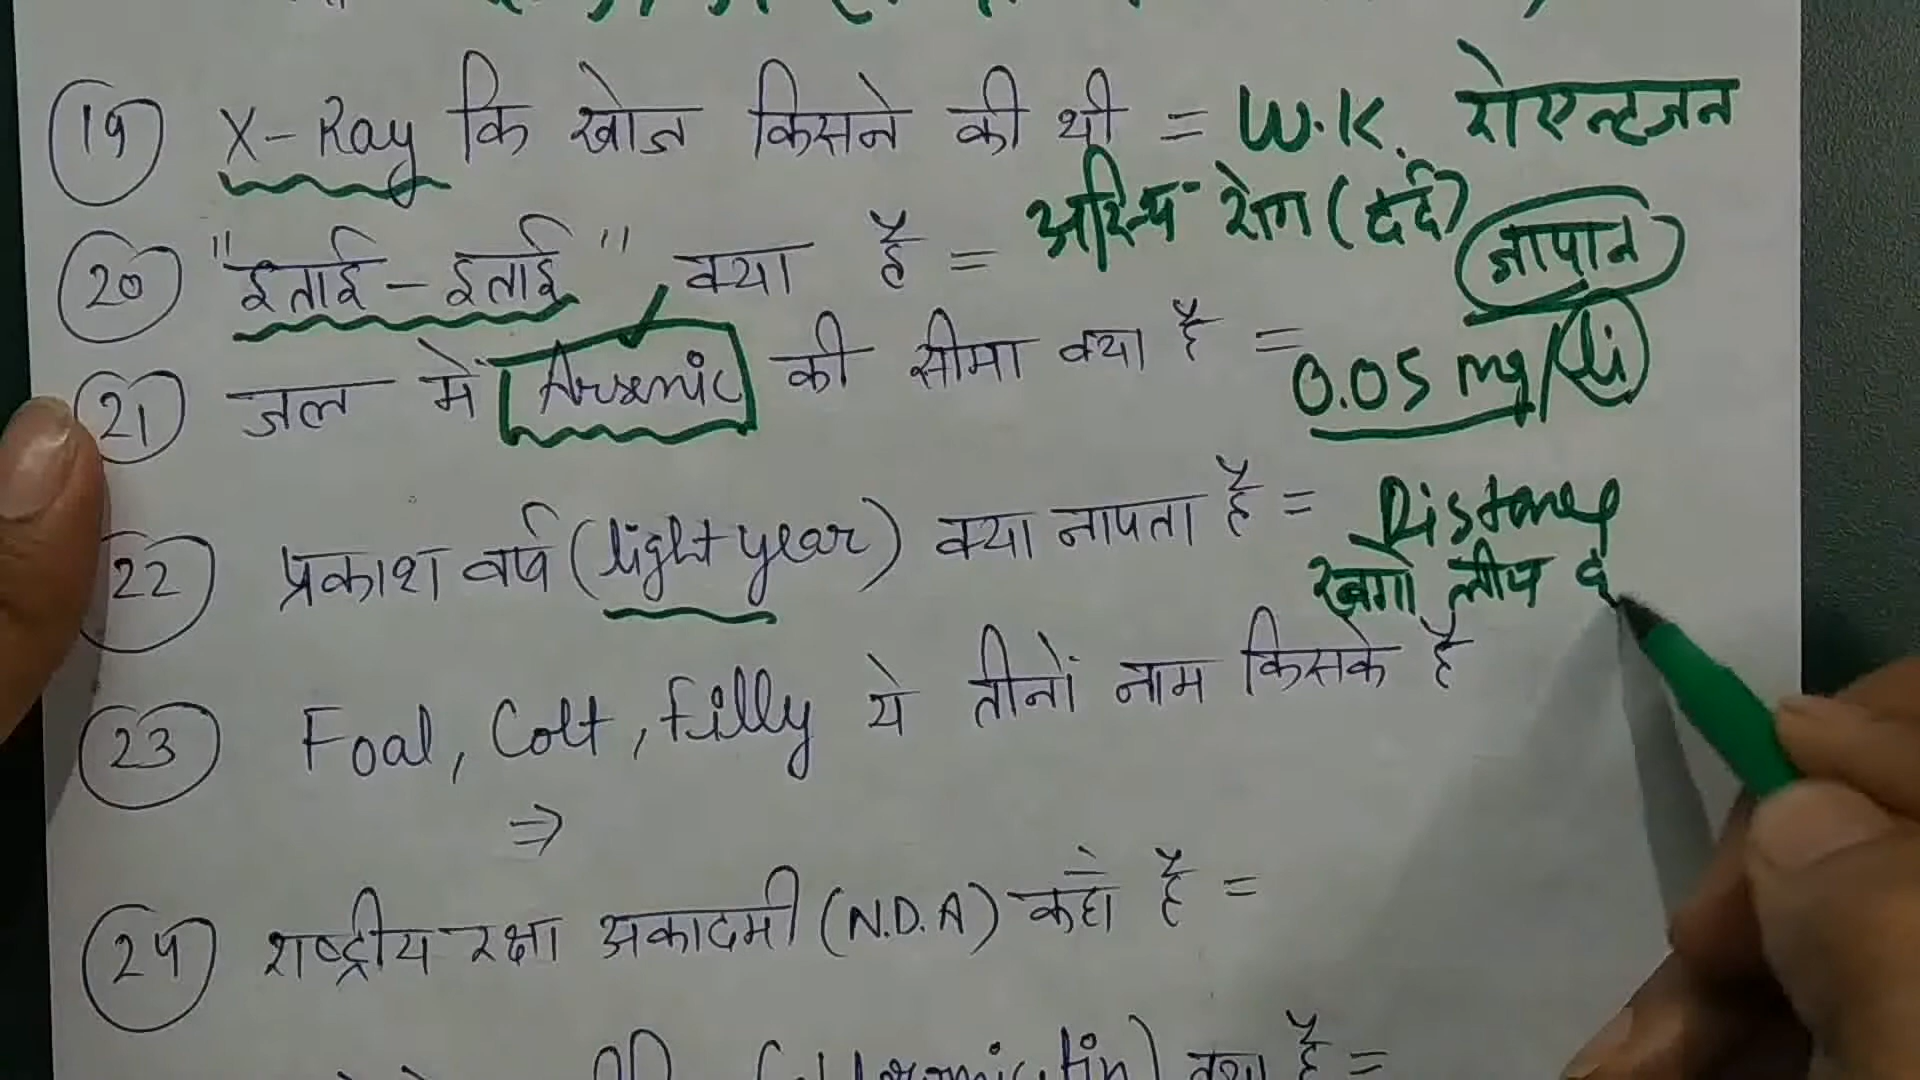 19 X-Ray कि खोज किसने की थी = W.K. रोएन्टजन
20 "इताई-इताई" क्या है = अस्थि रोग (दर्द) जापान
21 जल में Arsenic की सीमा क्या है = 0.05 mg/li
22 प्रकाश वर्ष (light year) क्या नापता है = Distance
खगो लीय द
23 Foal, Colt, Filly ये तीनों नाम किसके है
⇒
24 राष्ट्रीय रक्षा अकादमी (N.D.A) कहाँ है =
क्या है =